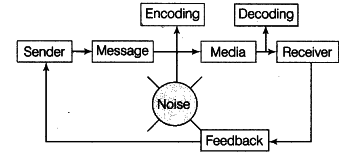 Encoding Decoding
Sender Message Media Receiver
Noise
Feedback